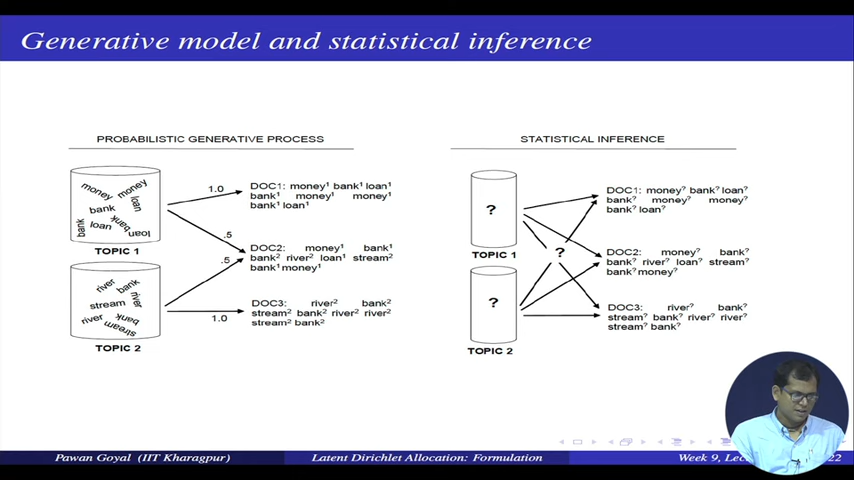 Generative model and statistical inference
PROBABILISTIC GENERATIVE PROCESS
money money
bank loan
bank loan bank loan
TOPIC 1
river bank
stream river
river bank
stream
TOPIC 2
1.0
.5
.5
1.0
DOC1: money¹ bank¹ loan¹
bank¹ money¹ money¹
bank¹ loan¹
DOC2: money¹ bank¹
bank² river² loan¹ stream²
bank¹ money¹
DOC3: river² bank²
stream² bank² river² river²
stream² bank²
STATISTICAL INFERENCE
?
TOPIC 1
?
?
TOPIC 2
DOC1: money? bank? loan?
bank? money? money?
bank? loan?
DOC2: money? bank?
bank? river? loan? stream?
bank? money?
DOC3: river? bank?
stream? bank? river? river?
stream? bank?
Pawan Goyal (IIT Kharagpur) Latent Dirichlet Allocation: Formulation Week 9, 22